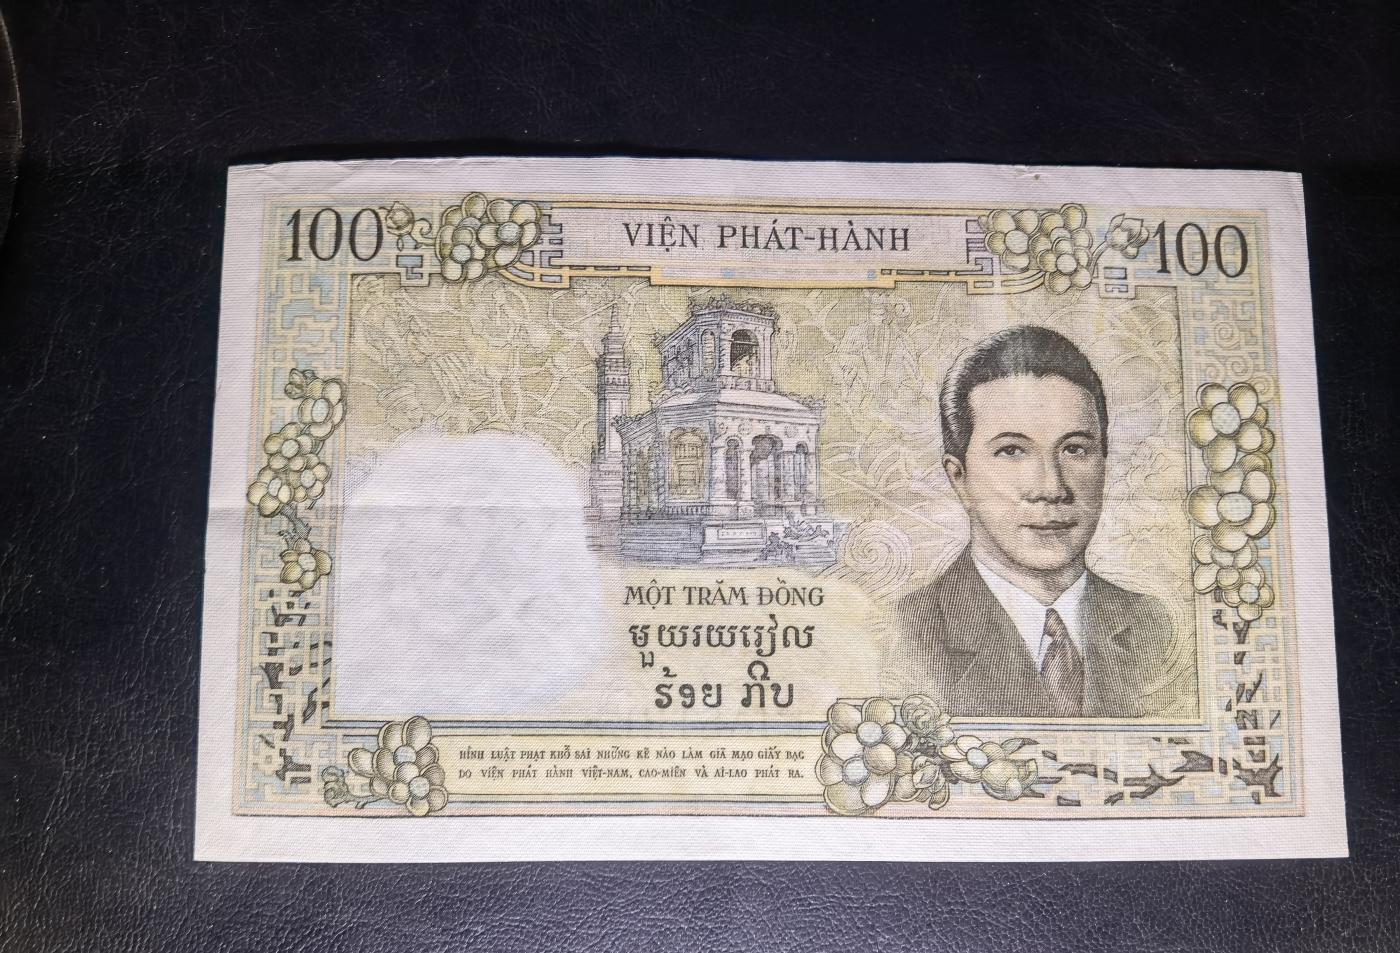 100 VIỆN PHÁT-HÀNH 100
MỘT TRĂM ĐỒNG
មួយរយរៀល
ຮ້ອຍ ກີບ
HÌNH LUẬT PHẠT KHỔ SAI NHỮNG KẺ NÀO LÀM GIẢ MẠO GIẤY BẠC
DO VIỆN PHÁT HÀNH VIỆT-NAM, CAO-MIÊN VÀ AI-LAO PHÁT RA.